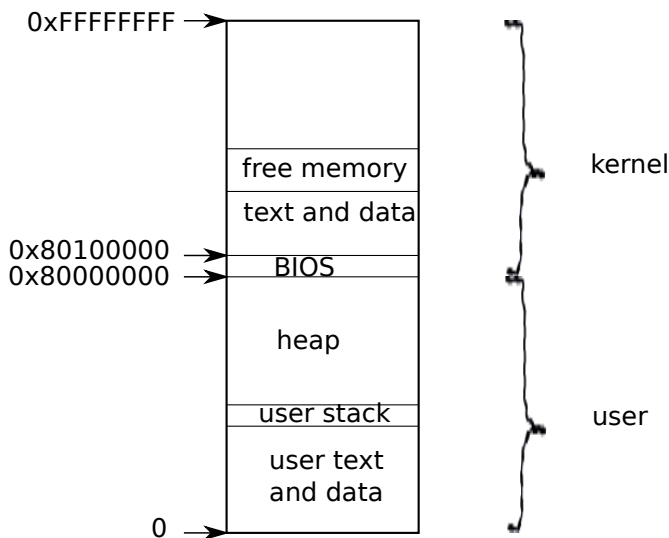 0xFFFFFFFF
free memory
kernel
text and data
0x80100000
BIOS
0x80000000
heap
user stack
user
user text
and data
0